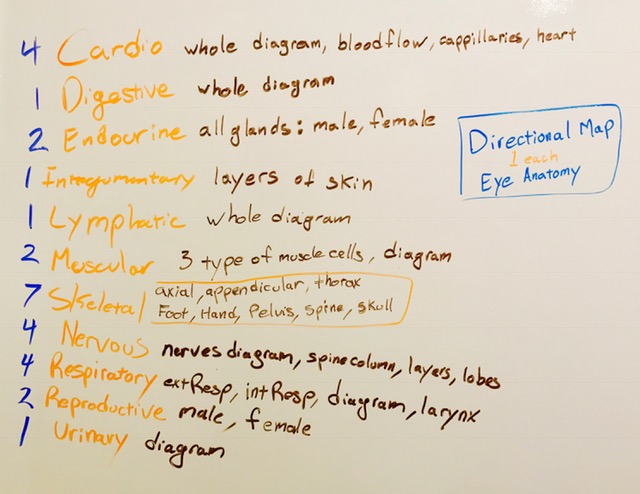 4 Cardio whole diagram, bloodflow, cappillaries, heart
1 Digestive whole diagram
2 Endocrine all glands: male, female
Directional Map
1 each
Eye Anatomy
1 Integumentary layers of skin
1 Lymphatic whole diagram
2 Muscular 3 type of muscle cells, diagram
7 Skeletal axial, appendicular, thorax
Foot, Hand, Pelvis, Spine, Skull
4 Nervous nerves diagram, spine column, layers, lobes
4 Respiratory extResp, intResp, diagram, larynx
2 Reproductive male, female
1 Urinary diagram